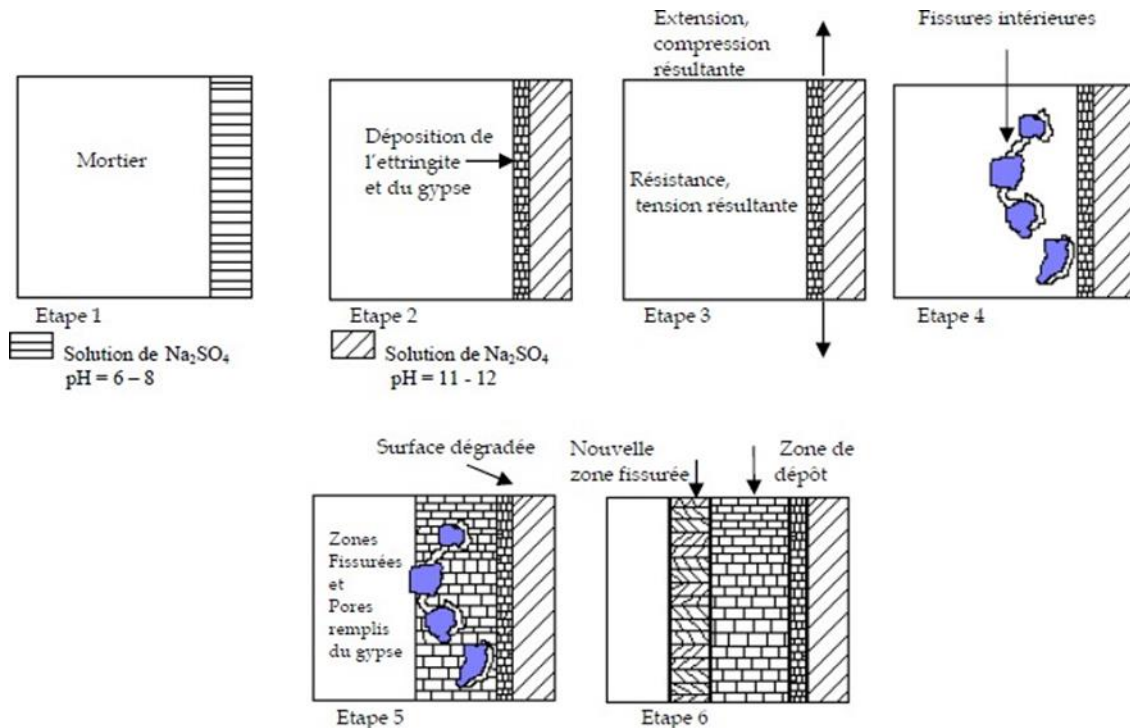 Mortier
Etape 1
Solution de Na₂SO₄
pH = 6 – 8
Déposition de
l'ettringite
et du gypse
Etape 2
Solution de Na₂SO₄
pH = 11 - 12
Extension,
compression
résultante
Résistance,
tension résultante
Etape 3
Fissures intérieures
Etape 4
Surface dégradée
Zones
Fissurées
et
Pores
remplis
du gypse
Etape 5
Nouvelle
zone fissurée
Zone de
dépôt
Etape 6